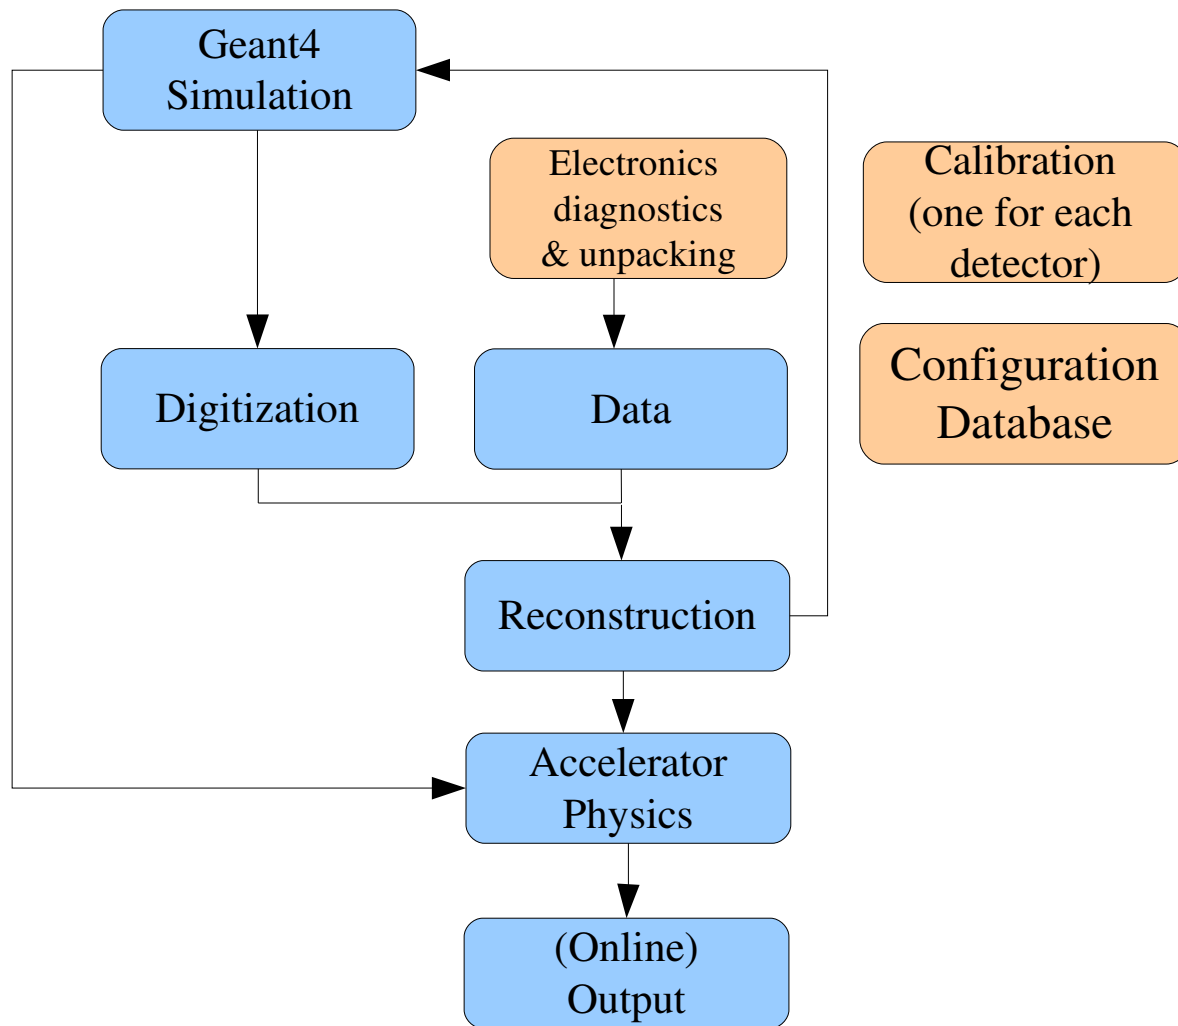 Geant4
Simulation
Electronics
diagnostics
& unpacking
Calibration
(one for each
detector)
Digitization
Data
Configuration
Database
Reconstruction
Accelerator
Physics
(Online)
Output